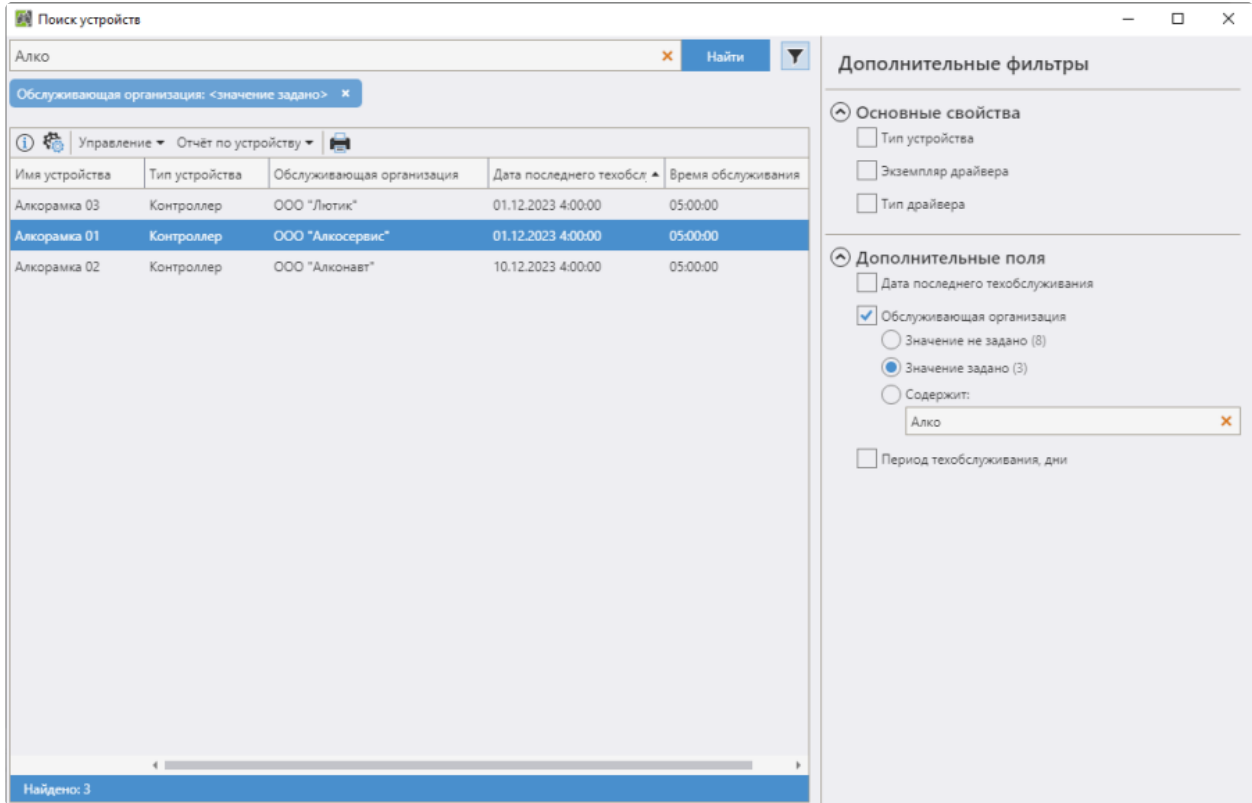 Поиск устройств
Алко
Найти
Обслуживающая организация: <значение задано>
Управление Отчёт по устройству
Имя устройства Тип устройства Обслуживающая организация Дата последнего техобсл Время обслуживания
Алкорамка 03 Контроллер ООО "Лютик" 01.12.2023 4:00:00 05:00:00
Алкорамка 01 Контроллер ООО "Алкосервис" 01.12.2023 4:00:00 05:00:00
Алкорамка 02 Контроллер ООО "Алконавт" 10.12.2023 4:00:00 05:00:00
Найдено: 3
Дополнительные фильтры
Основные свойства
Тип устройства
Экземпляр драйвера
Тип драйвера
Дополнительные поля
Дата последнего техобслуживания
Обслуживающая организация
Значение не задано (8)
Значение задано (3)
Содержит:
Алко
Период техобслуживания, дни